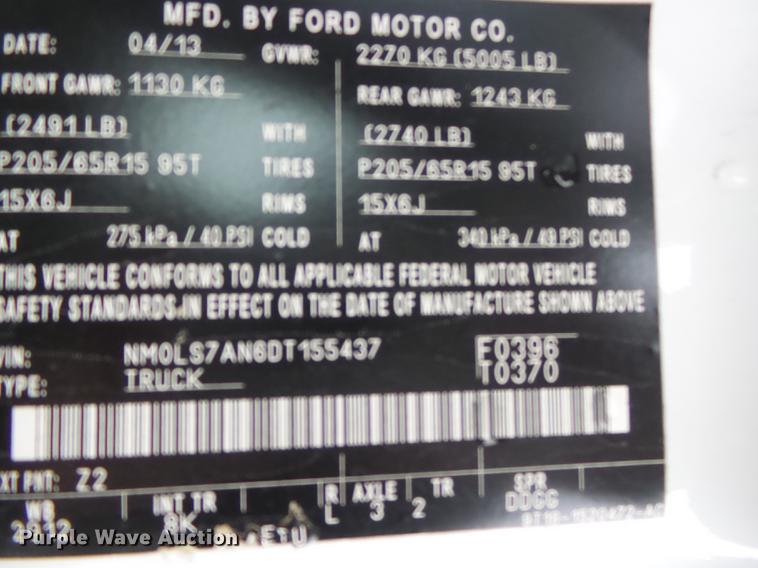 MFD. BY FORD MOTOR CO.
DATE: 04/13 GVWR: 2270 KG (5005 LB)
FRONT GAWR: 1130 KG REAR GAWR: 1243 KG
(2491 LB) WITH (2740 LB) WITH
P205/65R15 95T TIRES P205/65R15 95T TIRES
15X6J RIMS 15X6J RIMS
AT 275 kPa / 40 PSI COLD AT 340 kPa / 49 PSI COLD
THIS VEHICLE CONFORMS TO ALL APPLICABLE FEDERAL MOTOR VEHICLE
SAFETY STANDARDS IN EFFECT ON THE DATE OF MANUFACTURE SHOWN ABOVE
VIN: NM0LS7AN6DT155437 F0396
TYPE: TRUCK T0370
XT PNT: Z2
WB INT TR R L AXLE TR SPR
2912 8K 3 2 DDGG
Purple Wave Auction